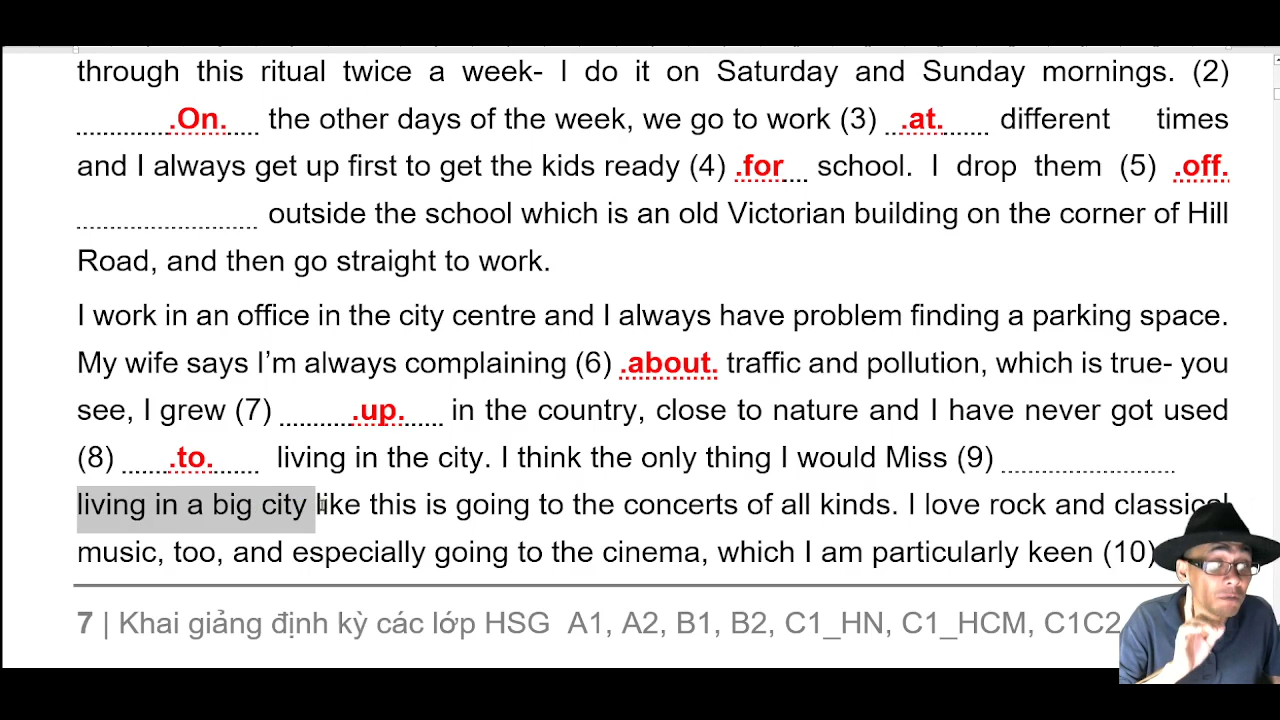 through this ritual twice a week- I do it on Saturday and Sunday mornings. (2)
.On. the other days of the week, we go to work (3) .at. different times
and I always get up first to get the kids ready (4) .for school. I drop them (5) .off.
outside the school which is an old Victorian building on the corner of Hill
Road, and then go straight to work.
I work in an office in the city centre and I always have problem finding a parking space.
My wife says I’m always complaining (6) .about. traffic and pollution, which is true- you
see, I grew (7) .up. in the country, close to nature and I have never got used
(8) .to. living in the city. I think the only thing I would Miss (9)
living in a big city like this is going to the concerts of all kinds. I love rock and classical
music, too, and especially going to the cinema, which I am particularly keen (10)
7 | Khai giảng định kỳ các lớp HSG A1, A2, B1, B2, C1_HN, C1_HCM, C1C2